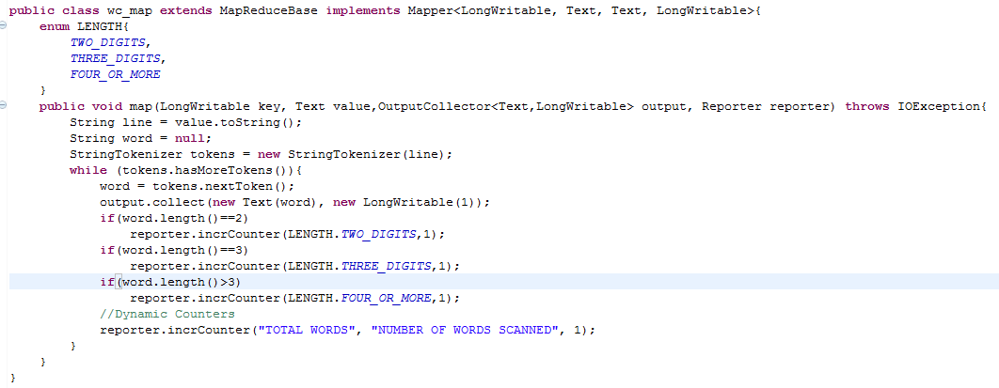 public class wc_map extends MapReduceBase implements Mapper<LongWritable, Text, Text, LongWritable>{
    enum LENGTH{
        TWO_DIGITS,
        THREE_DIGITS,
        FOUR_OR_MORE
    }
    public void map(LongWritable key, Text value,OutputCollector<Text,LongWritable> output, Reporter reporter) throws IOException{
        String line = value.toString();
        String word = null;
        StringTokenizer tokens = new StringTokenizer(line);
        while (tokens.hasMoreTokens()){
            word = tokens.nextToken();
            output.collect(new Text(word), new LongWritable(1));
            if(word.length()==2)
                reporter.incrCounter(LENGTH.TWO_DIGITS,1);
            if(word.length()==3)
                reporter.incrCounter(LENGTH.THREE_DIGITS,1);
            if(word.length()>3)
                reporter.incrCounter(LENGTH.FOUR_OR_MORE,1);
            //Dynamic Counters
            reporter.incrCounter("TOTAL WORDS", "NUMBER OF WORDS SCANNED", 1);
        }
    }
}